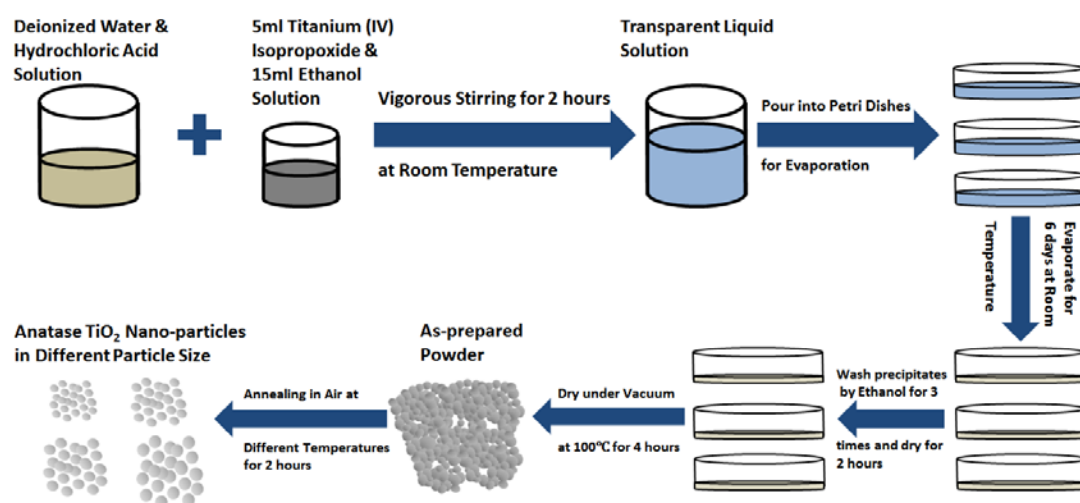 Deionized Water &
Hydrochloric Acid
Solution
5ml Titanium (IV)
Isopropoxide &
15ml Ethanol
Solution
Vigorous Stirring for 2 hours
at Room Temperature
Transparent Liquid
Solution
Pour into Petri Dishes
for Evaporation
Evaporate for
6 days at Room
Temperature
Wash precipitates
by Ethanol for 3
times and dry for
2 hours
Dry under Vacuum
at 100℃ for 4 hours
As-prepared
Powder
Annealing in Air at
Different Temperatures
for 2 hours
Anatase TiO₂ Nano-particles
in Different Particle Size